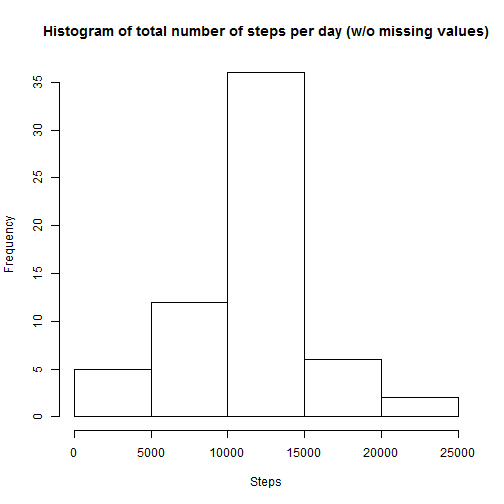 Histogram of total number of steps per day (w/o missing values)
Frequency
35
30
25
20
15
10
5
0
0 5000 10000 15000 20000 25000
Steps